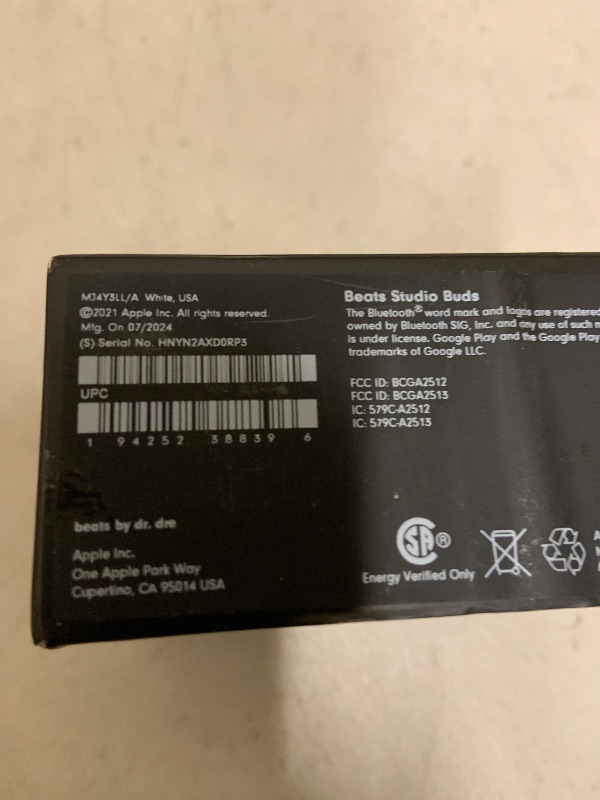 MJ4Y3LL/A White, USA
©2021 Apple Inc. All rights reserved.
Mfg. On 07/2024
(S) Serial No. HNYN2AXD0RP3
UPC
1 94252 38839 6
beats by dr. dre
Apple Inc.
One Apple Park Way
Cupertino, CA 95014 USA
Beats Studio Buds
The Bluetooth® word mark and logos are registered
owned by Bluetooth SIG, Inc. and any use of such
is under license. Google Play and the Google Play
trademarks of Google LLC.
FCC ID: BCGA2512
FCC ID: BCGA2513
IC: 579C-A2512
IC: 579C-A2513
SA®
Energy Verified Only